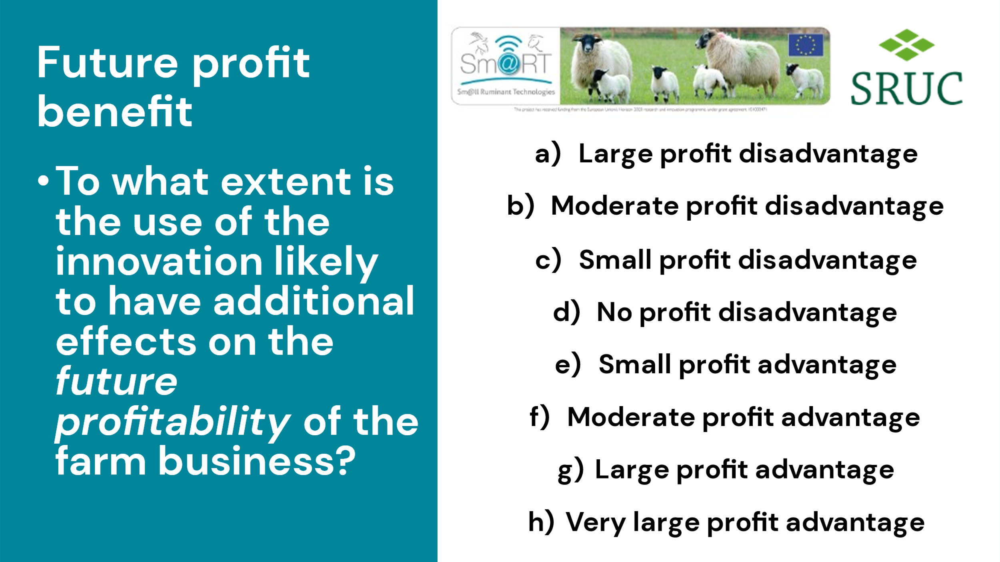 Future profit
benefit
•To what extent is
the use of the
innovation likely
to have additional
effects on the
future
profitability of the
farm business?
Sm@RT
Sm@ll Ruminant Technologies
This project has received funding from the European Union's Horizon 2020 research and innovation programme, under grant agreement
SRUC
a) Large profit disadvantage
b) Moderate profit disadvantage
c) Small profit disadvantage
d) No profit disadvantage
e) Small profit advantage
f) Moderate profit advantage
g) Large profit advantage
h) Very large profit advantage